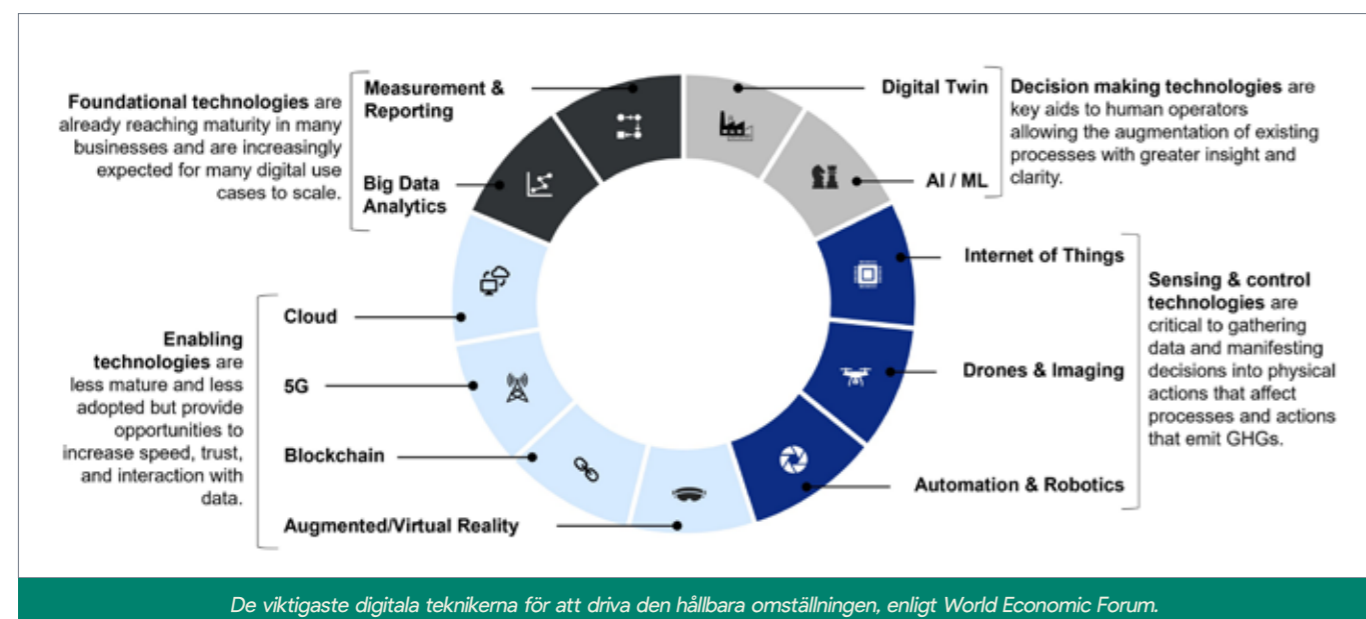 Foundational technologies are
already reaching maturity in many
businesses and are increasingly
expected for many digital use
cases to scale.
Measurement &
Reporting
Big Data
Analytics
Digital Twin
AI / ML
Decision making technologies are
key aids to human operators
allowing the augmentation of existing
processes with greater insight and
clarity.
Enabling
technologies are
less mature and less
adopted but provide
opportunities to
increase speed, trust,
and interaction with
data.
Cloud
5G
Blockchain
Augmented/Virtual Reality
Internet of Things
Drones & Imaging
Automation & Robotics
Sensing & control
technologies are
critical to gathering
data and manifesting
decisions into physical
actions that affect
processes and actions
that emit GHGs.
De viktigaste digitala teknikerna för att driva den hållbara omställningen, enligt World Economic Forum.